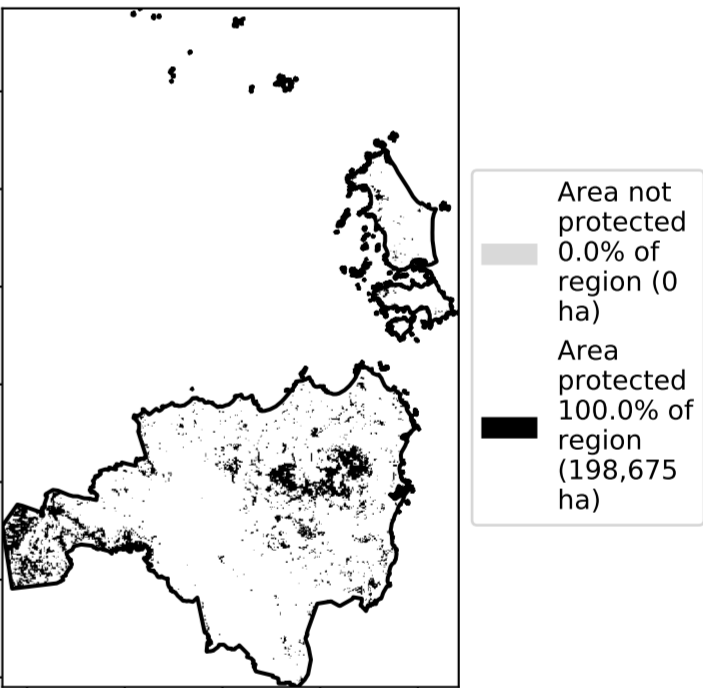 Area not
protected
0.0% of
region (0
ha)
Area
protected
100.0% of
region
(198,675
ha)